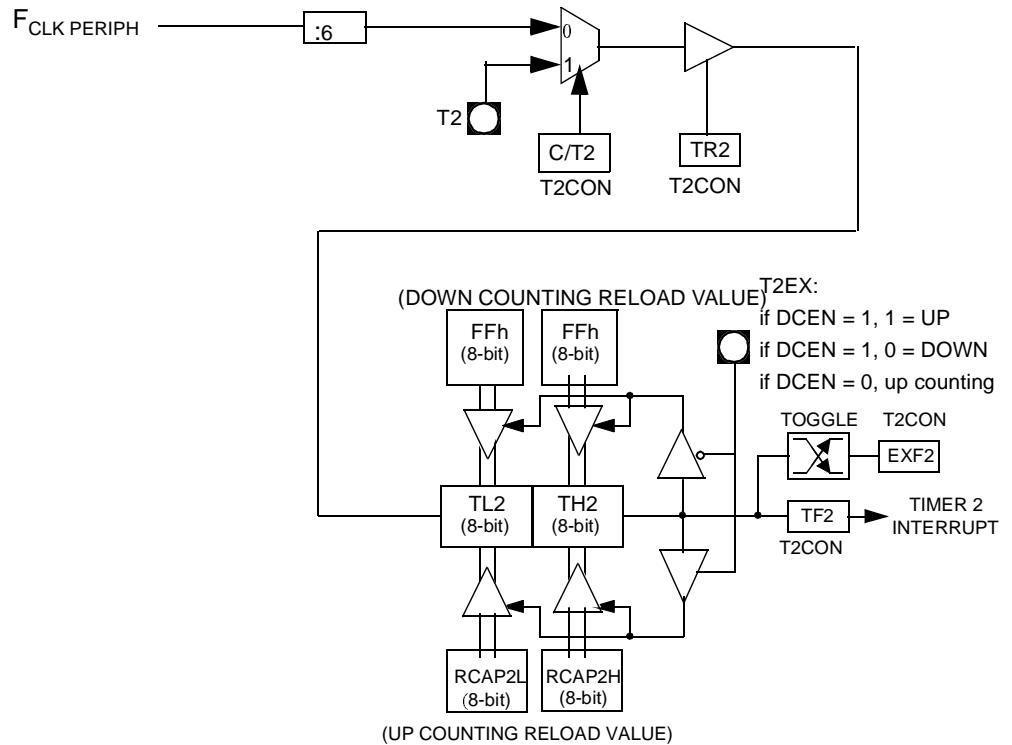 FCLK PERIPH
:6
0
1
T2
C/T2
TR2
T2CON
T2CON
T2EX:
(DOWN COUNTING RELOAD VALUE)
if DCEN = 1, 1 = UP
FFh
(8-bit)
FFh
(8-bit)
if DCEN = 1, 0 = DOWN
if DCEN = 0, up counting
TOGGLE
T2CON
EXF2
TL2
(8-bit)
TH2
(8-bit)
TF2
TIMER 2
INTERRUPT
T2CON
RCAP2L
(8-bit)
RCAP2H
(8-bit)
(UP COUNTING RELOAD VALUE)